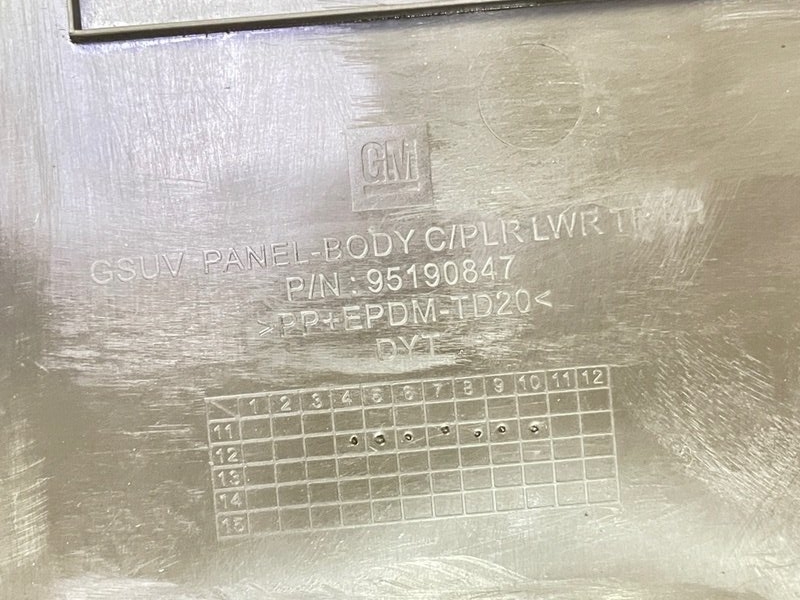 GM
GSUV PANEL-BODY C/PLR LWR
P/N : 95190847
>PP+EPDM-TD20<
DYT
1 2 3 4 5 6 7 8 9 10 11 12
11
12
13
14
15